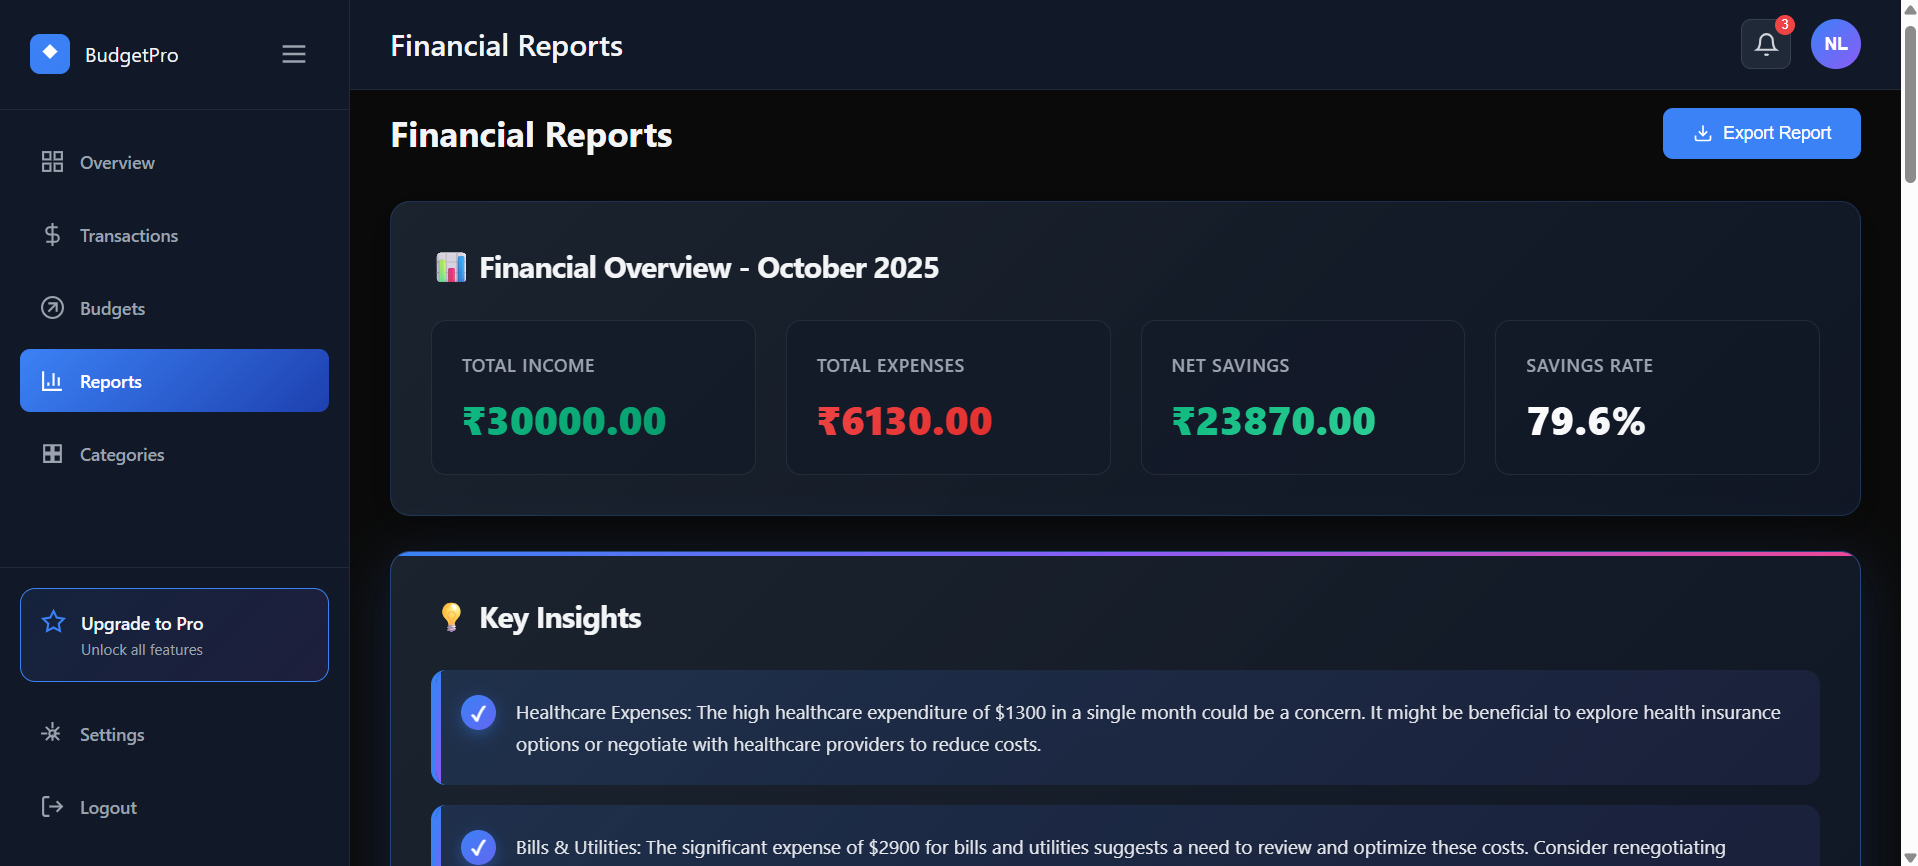 BudgetPro
Overview
Transactions
Budgets
Reports
Categories
Upgrade to Pro
Unlock all features
Settings
Logout
Financial Reports
3
NL
Financial Reports
Export Report
Financial Overview - October 2025
TOTAL INCOME
₹30000.00
TOTAL EXPENSES
₹6130.00
NET SAVINGS
₹23870.00
SAVINGS RATE
79.6%
Key Insights
Healthcare Expenses: The high healthcare expenditure of $1300 in a single month could be a concern. It might be beneficial to explore health insurance
options or negotiate with healthcare providers to reduce costs.
Bills & Utilities: The significant expense of $2900 for bills and utilities suggests a need to review and optimize these costs. Consider renegotiating